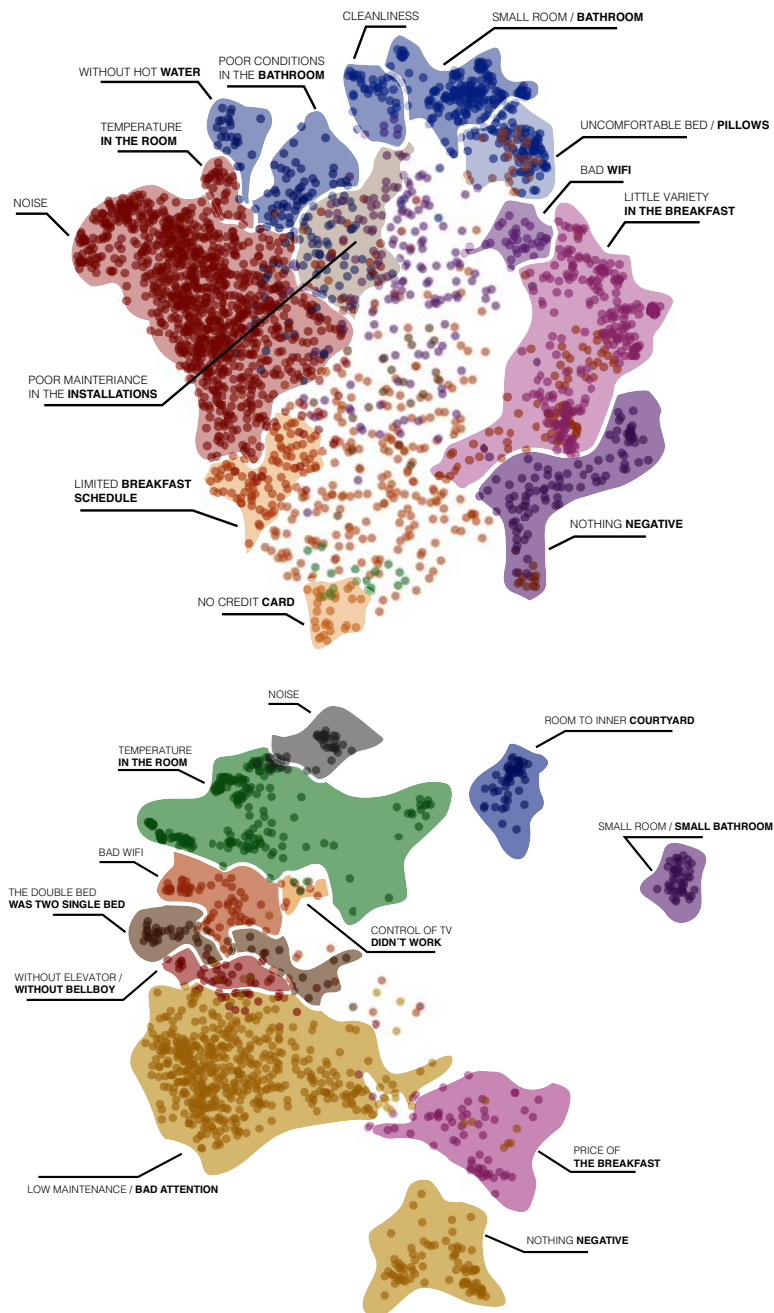 CLEANLINESS
SMALL ROOM / BATHROOM
POOR CONDITIONS
IN THE BATHROOM
WITHOUT HOT WATER
TEMPERATURE
IN THE ROOM
UNCOMFORTABLE BED / PILLOWS
BAD WIFI
NOISE
LITTLE VARIETY
IN THE BREAKFAST
POOR MAINTERIANCE
IN THE INSTALLATIONS
LIMITED BREAKFAST
SCHEDULE
NOTHING NEGATIVE
NO CREDIT CARD
NOISE
ROOM TO INNER COURTYARD
TEMPERATURE
IN THE ROOM
SMALL ROOM / SMALL BATHROOM
BAD WIFI
THE DOUBLE BED
WAS TWO SINGLE BED
CONTROL OF TV
DIDN´T WORK
WITHOUT ELEVATOR /
WITHOUT BELLBOY
PRICE OF
THE BREAKFAST
LOW MAINTENANCE / BAD ATTENTION
NOTHING NEGATIVE